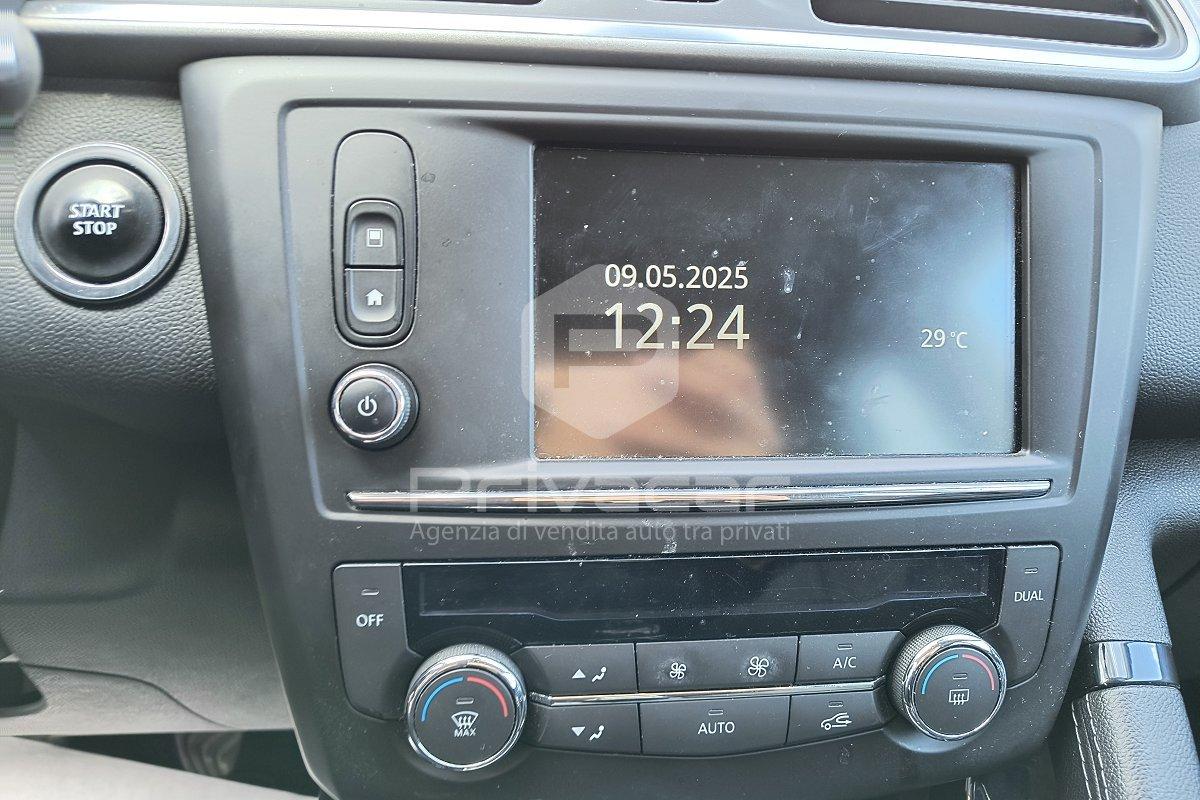 START
STOP
09.05.2025
12:24
29 °C
Privacar
Agenzia di vendita auto tra privati
OFF
DUAL
A/C
MAX
AUTO